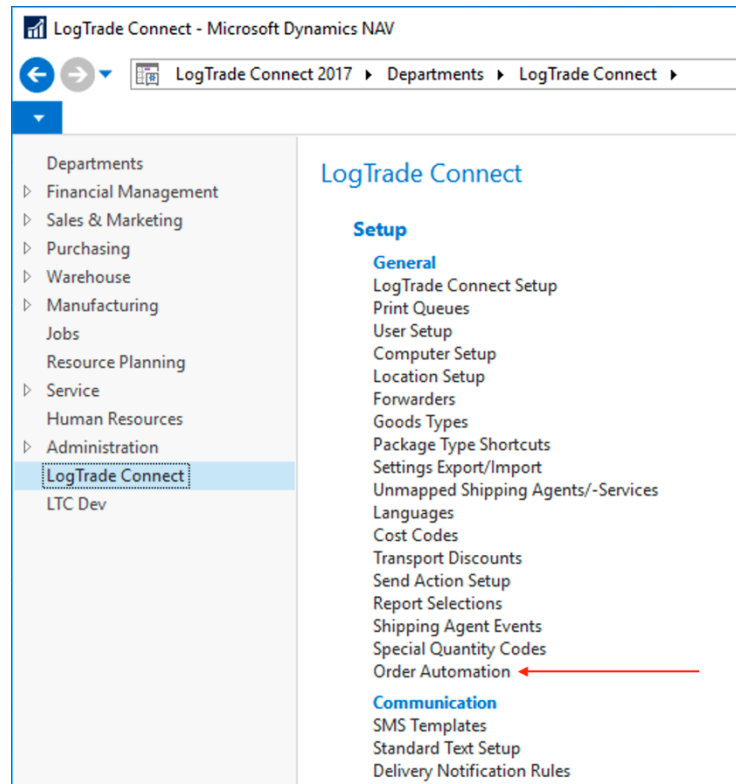 LogTrade Connect - Microsoft Dynamics NAV
LogTrade Connect 2017 Departments LogTrade Connect
Departments
Financial Management
Sales & Marketing
Purchasing
Warehouse
Manufacturing
Jobs
Resource Planning
Service
Human Resources
Administration
LogTrade Connect
LTC Dev
LogTrade Connect
Setup
General
LogTrade Connect Setup
Print Queues
User Setup
Computer Setup
Location Setup
Forwarders
Goods Types
Package Type Shortcuts
Settings Export/Import
Unmapped Shipping Agents/-Services
Languages
Cost Codes
Transport Discounts
Send Action Setup
Report Selections
Shipping Agent Events
Special Quantity Codes
Order Automation
Communication
SMS Templates
Standard Text Setup
Delivery Notification Rules